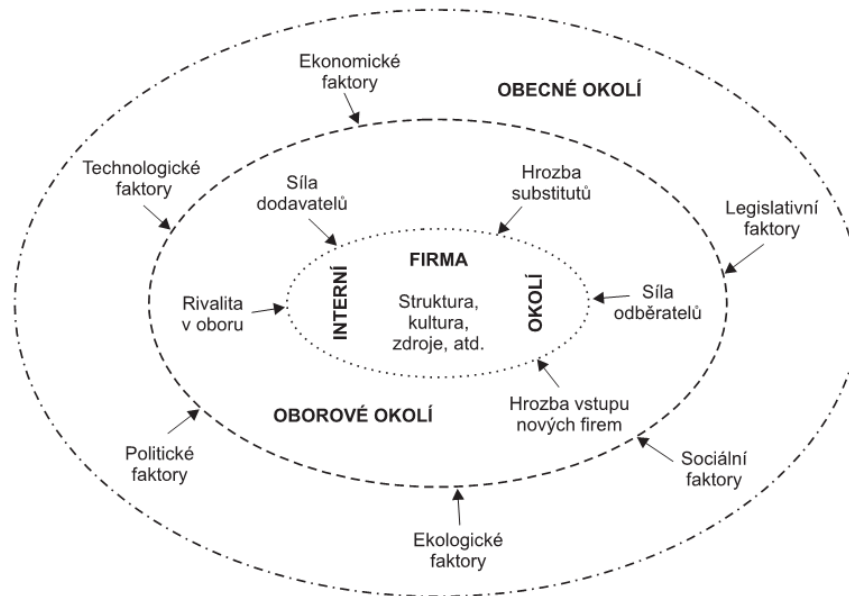 Ekonomické
faktory
OBECNÉ OKOLÍ
Technologické
faktory
Síla
dodavatelů
Hrozba
substitutů
Legislativní
faktory
FIRMA
INTERNÍ
OKOLÍ
Struktura,
kultura,
zdroje, atd.
Rivalita
v oboru
Síla
odběratelů
OBOROVÉ OKOLÍ
Hrozba vstupu
nových firem
Politické
faktory
Sociální
faktory
Ekologické
faktory